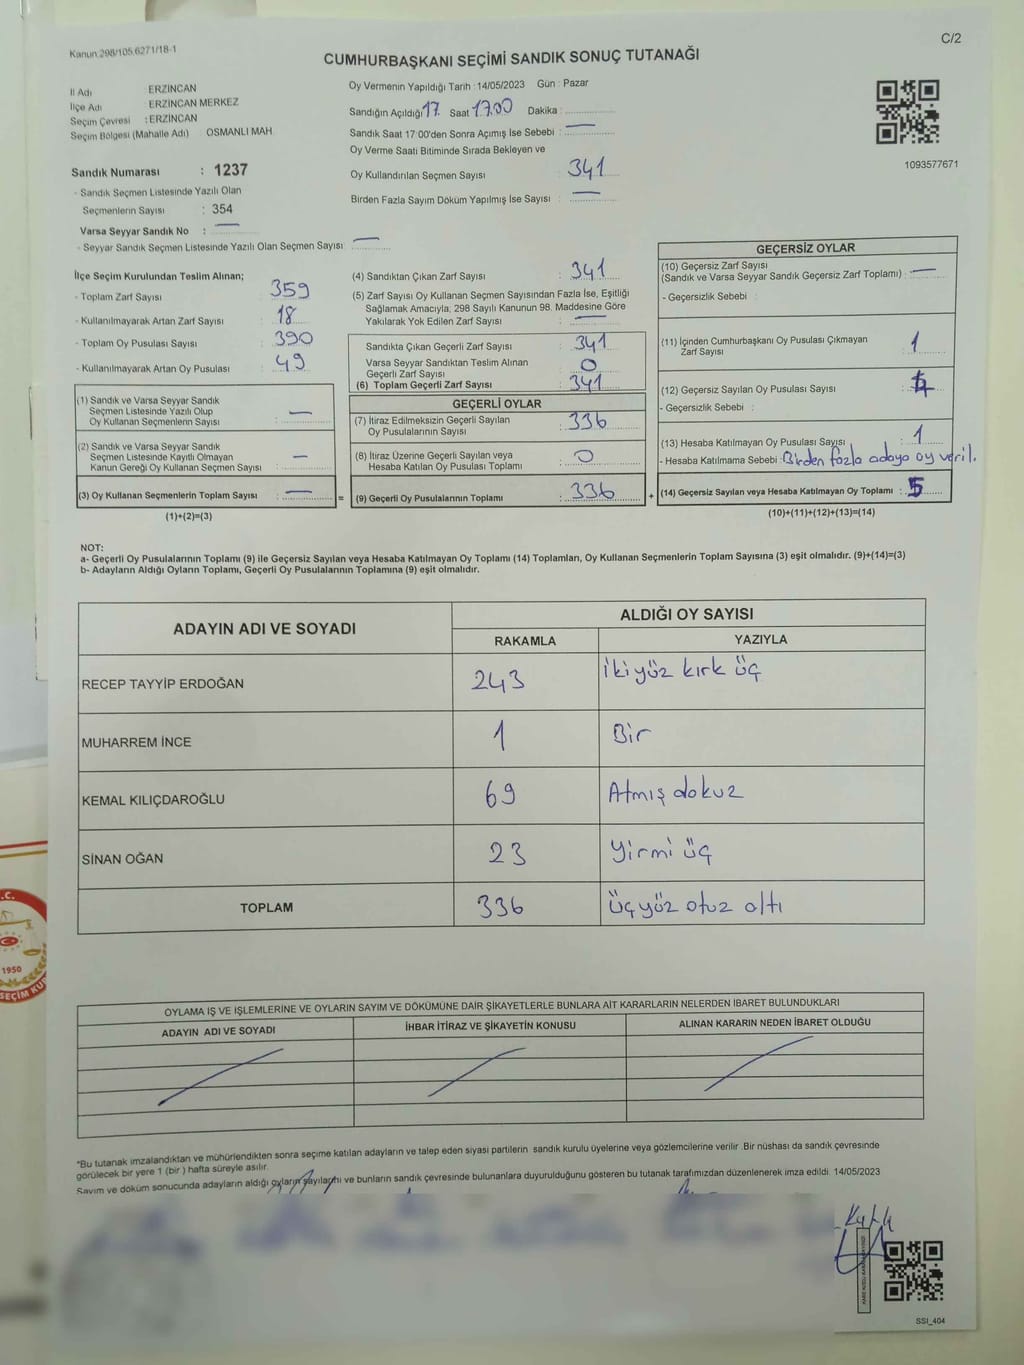 Kanun:298/105,6271/18-1
C/2
CUMHURBAŞKANI SEÇİMİ SANDIK SONUÇ TUTANAĞI
İl Adı ERZİNCAN
İlçe Adı ERZİNCAN MERKEZ
Seçim Çevresi : ERZİNCAN
Seçim Bölgesi (Mahalle Adı) OSMANLI MAH.
Oy Vermenin Yapıldığı Tarih : 14/05/2023 Gün : Pazar
Sandığın Açıldığı 17. Saat 17.00 Dakika :
Sandık Saat 17:00'den Sonra Açımış İse Sebebi : —
Oy Verme Saati Bitiminde Sırada Bekleyen ve
Oy Kullandırılan Seçmen Sayısı : 341
Birden Fazla Sayım Döküm Yapılmış İse Sayısı : —
1093577671
Sandık Numarası : 1237
- Sandık Seçmen Listesinde Yazılı Olan
Seçmenlerin Sayısı : 354
Varsa Seyyar Sandık No : —
- Seyyar Sandık Seçmen Listesinde Yazılı Olan Seçmen Sayısı : —
İlçe Seçim Kurulundan Teslim Alınan;
- Toplam Zarf Sayısı 359
- Kullanılmayarak Artan Zarf Sayısı 18
- Toplam Oy Pusulası Sayısı 390
- Kullanılmayarak Artan Oy Pusulası 49
(1) Sandık ve Varsa Seyyar Sandık
Seçmen Listesinde Yazılı Olup
Oy Kullanan Seçmenlerin Sayısı —
(2) Sandık ve Varsa Seyyar Sandık
Seçmen Listesinde Kayıtlı Olmayan
Kanun Gereği Oy Kullanan Seçmen Sayısı —
(3) Oy Kullanan Seçmenlerin Toplam Sayısı : — =
(1)+(2)=(3)
(4) Sandıktan Çıkan Zarf Sayısı : 341
(5) Zarf Sayısı Oy Kullanan Seçmen Sayısından Fazla İse, Eşitliği
Sağlamak Amacıyla, 298 Sayılı Kanunun 98. Maddesine Göre
Yakılarak Yok Edilen Zarf Sayısı : —
Sandıkta Çıkan Geçerli Zarf Sayısı : 341
Varsa Seyyar Sandıktan Teslim Alınan
Geçerli Zarf Sayısı : 0
(6) Toplam Geçerli Zarf Sayısı : 341
GEÇERLİ OYLAR
(7) İtiraz Edilmeksizin Geçerli Sayılan
Oy Pusulalarının Sayısı : 336
(8) İtiraz Üzerine Geçerli Sayılan veya
Hesaba Katılan Oy Pusulası Toplamı : 0
(9) Geçerli Oy Pusulalarının Toplamı : 336 +
GEÇERSİZ OYLAR
(10) Geçersiz Zarf Sayısı
(Sandık ve Varsa Seyyar Sandık Geçersiz Zarf Toplamı) : —
- Geçersizlik Sebebi :
(11) İçinden Cumhurbaşkanı Oy Pusulası Çıkmayan
Zarf Sayısı : 1
(12) Geçersiz Sayılan Oy Pusulası Sayısı :
- Geçersizlik Sebebi :
(13) Hesaba Katılmayan Oy Pusulası Sayısı : 1
- Hesaba Katılmama Sebebi : Birden fazla adaya oy veril.
(14) Geçersiz Sayılan veya Hesaba Katılmayan Oy Toplamı : 5
(10)+(11)+(12)+(13)=(14)
NOT:
a- Geçerli Oy Pusulalarının Toplamı (9) ile Geçersiz Sayılan veya Hesaba Katılmayan Oy Toplamı (14) Toplamları, Oy Kullanan Seçmenlerin Toplam Sayısına (3) eşit olmalıdır. (9)+(14)=(3)
b- Adayların Aldığı Oyların Toplamı, Geçerli Oy Pusulalarının Toplamına (9) eşit olmalıdır.
ADAYIN ADI VE SOYADI
ALDIĞI OY SAYISI
RAKAMLA YAZIYLA
RECEP TAYYİP ERDOĞAN 243 İkiyüz kırk üç
MUHARREM İNCE 1 Bir
KEMAL KILIÇDAROĞLU 69 Atmış dokuz
SİNAN OĞAN 23 Yirmi üç
TOPLAM 336 üçyüz otuz altı
T.C.
1950
SEÇİM
OYLAMA İŞ VE İŞLEMLERİNE VE OYLARIN SAYIM VE DÖKÜMÜNE DAİR ŞİKAYETLERLE BUNLARA AİT KARARLARIN NELERDEN İBARET BULUNDUKLARI
ADAYIN ADI VE SOYADI İHBAR İTİRAZ VE ŞİKAYETİN KONUSU ALINAN KARARIN NEDEN İBARET OLDUĞU
*Bu tutanak imzalandıktan ve mühürlendikten sonra seçime katılan adayların ve talep eden siyasi partilerin sandık kurulu üyelerine veya gözlemcilerine verilir. Bir nüshası da sandık çevresinde
görülecek bir yere 1 (bir) hafta süreyle asılır.
Sayım ve döküm sonucunda adayların aldığı oyların sayılarını ve bunların sandık çevresinde bulunanlara duyurulduğunu gösteren bu tutanak tarafımızdan düzenlenerek imza edildi. 14/05/2023
SSI_404